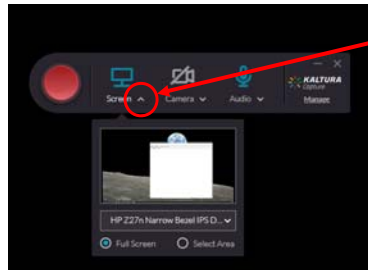 KALTURA
Capture
Screen Camera Audio Manage
HP Z27n Narrow Bezel IPS D...
Full Screen Select Area